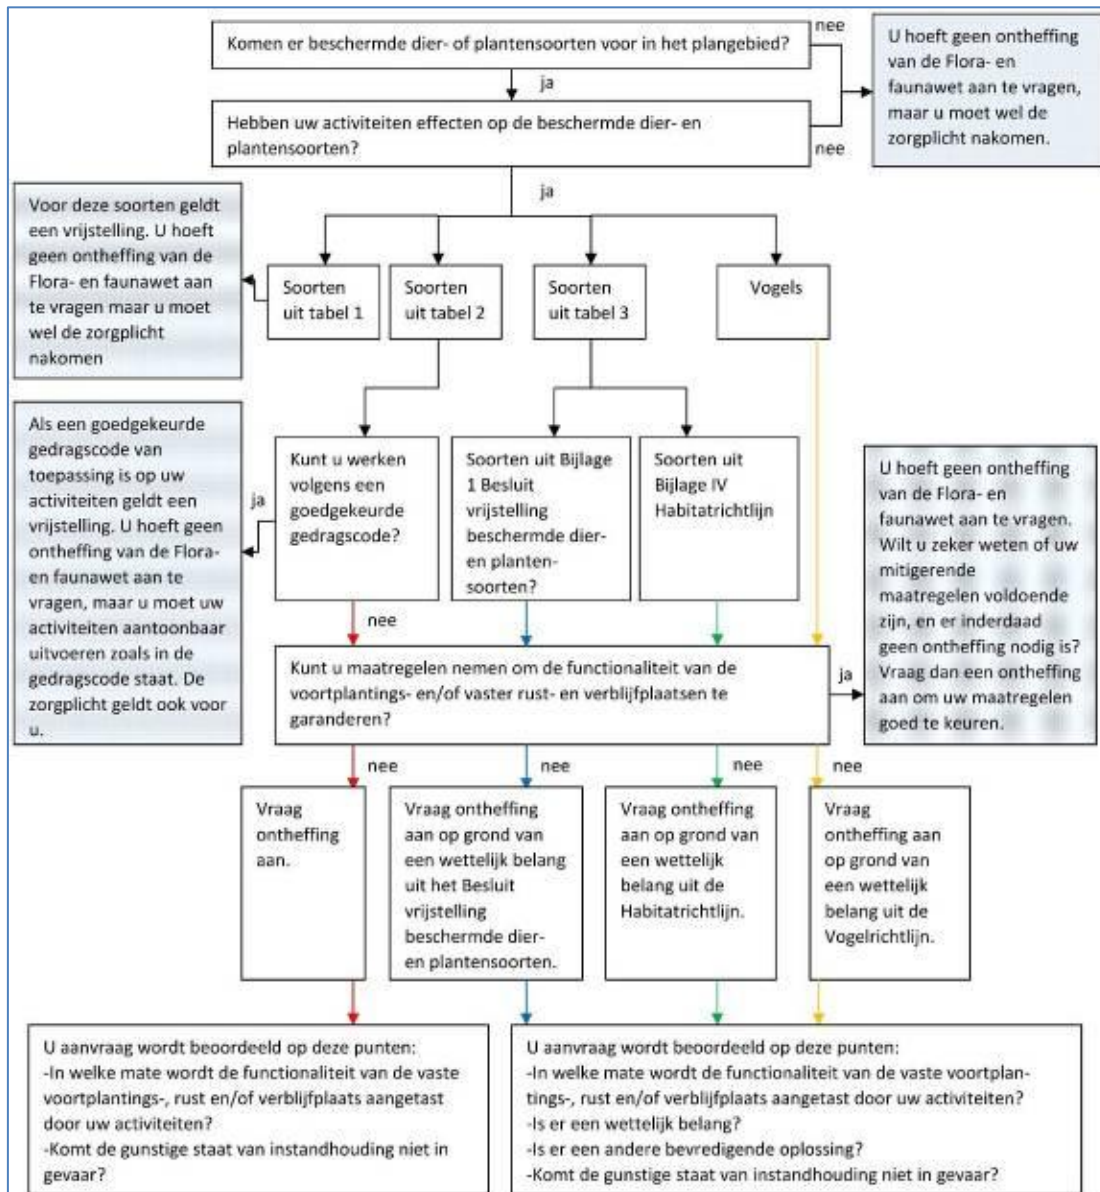 Komen er beschermde dier- of plantensoorten voor in het plangebied?
nee
U hoeft geen ontheffing
van de Flora- en
faunawet aan te vragen,
maar u moet wel de
zorgplicht nakomen.
ja
Hebben uw activiteiten effecten op de beschermde dier- en
plantensoorten?
nee
ja
Voor deze soorten geldt
een vrijstelling. U hoeft
geen ontheffing van de
Flora- en faunawet aan
te vragen maar u moet
wel de zorgplicht
nakomen
Soorten
uit tabel 1
Soorten
uit tabel 2
Soorten
uit tabel 3
Vogels
Als een goedgekeurde
gedragscode van
toepassing is op uw
activiteiten geldt een
vrijstelling. U hoeft geen
ontheffing van de Flora-
en faunawet aan te
vragen, maar u moet uw
activiteiten aantoonbaar
uitvoeren zoals in de
gedragscode staat. De
zorgplicht geldt ook voor
u.
ja
Kunt u werken
volgens een
goedgekeurde
gedragscode?
Soorten uit Bijlage
1 Besluit
vrijstelling
beschermde dier-
en planten-
soorten?
Soorten uit
Bijlage IV
Habitatrichtlijn
U hoeft geen ontheffing
van de Flora- en
faunawet aan te vragen.
Wilt u zeker weten of uw
mitigerende
maatregelen voldoende
zijn, en er inderdaad
geen ontheffing nodig is?
Vraag dan een ontheffing
aan om uw maatregelen
goed te keuren.
nee
Kunt u maatregelen nemen om de functionaliteit van de
voortplantings- en/of vaster rust- en verblijfplaatsen te
garanderen?
ja
nee
nee
nee
nee
Vraag
ontheffing
aan.
Vraag ontheffing
aan op grond van
een wettelijk belang
uit het Besluit
vrijstelling
beschermde dier-
en plantensoorten.
Vraag ontheffing
aan op grond van
een wettelijk
belang uit de
Habitatrichtlijn.
Vraag
ontheffing aan
op grond van
een wettelijk
belang uit de
Vogelrichtlijn.
U aanvraag wordt beoordeeld op deze punten:
-In welke mate wordt de functionaliteit van de vaste
voortplantings-, rust en/of verblijfplaats aangetast
door uw activiteiten?
-Komt de gunstige staat van instandhouding niet in
gevaar?
U aanvraag wordt beoordeeld op deze punten:
-In welke mate wordt de functionaliteit van de vaste voortplan-
tings-, rust en/of verblijfplaats aangetast door uw activiteiten?
-Is er een wettelijk belang?
-Is er een andere bevredigende oplossing?
-Komt de gunstige staat van instandhouding niet in gevaar?